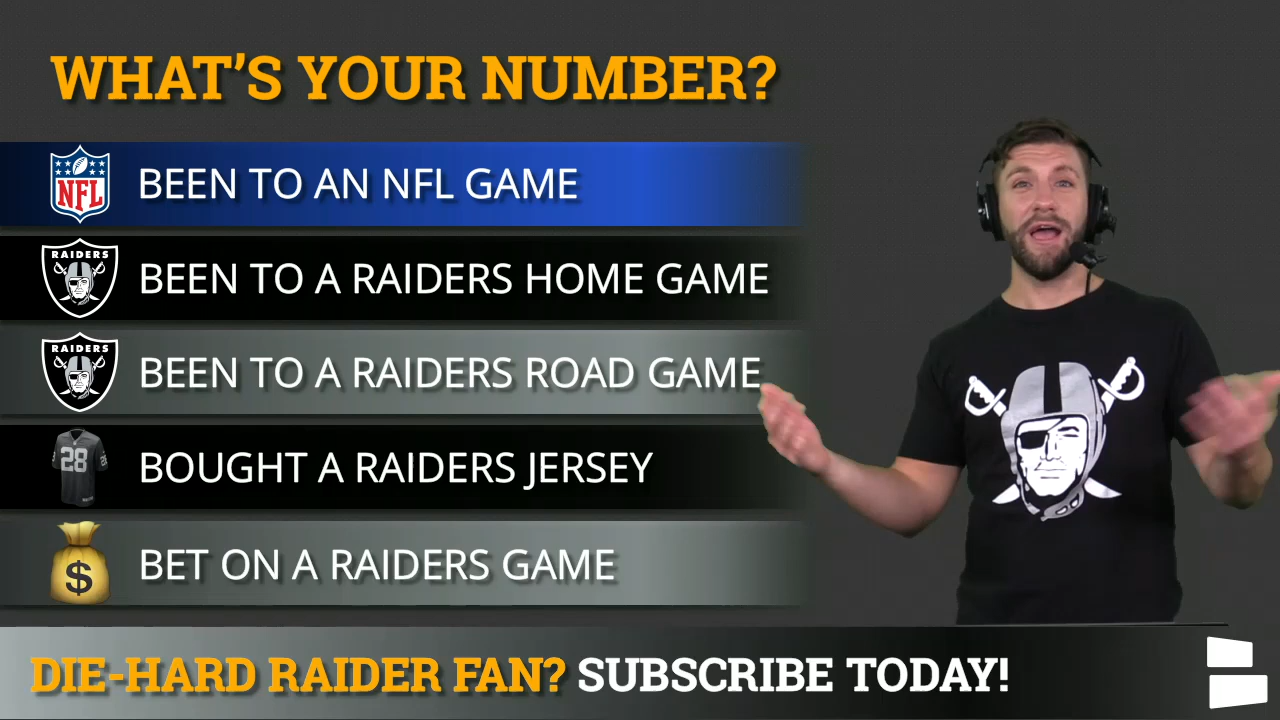 WHAT'S YOUR NUMBER?
NFL
BEEN TO AN NFL GAME
RAIDERS
BEEN TO A RAIDERS HOME GAME
RAIDERS
BEEN TO A RAIDERS ROAD GAME
28
BOUGHT A RAIDERS JERSEY
$
BET ON A RAIDERS GAME
DIE-HARD RAIDER FAN? SUBSCRIBE TODAY!